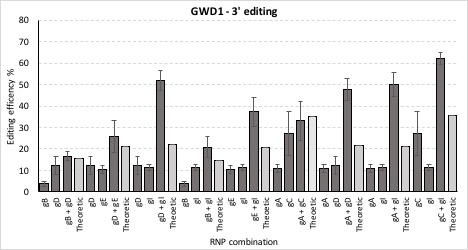 GWD1 - 3' editing
Editing efficency %
80
70
60
50
40
30
20
10
0
gB
gD
gB + gD
Theoretic
gD
gE
gD + gE
Theoretic
gD
gI
gD + gI
Theoretic
gB
gI
gB + gI
Theoretic
gE
gI
gE + gI
Theoretic
gA
gC
gA + gC
Theoretic
gA
gD
gA + gD
Theoretic
gA
gI
gA + gI
Theoretic
gC
gI
gC + gI
Theoretic
RNP combination